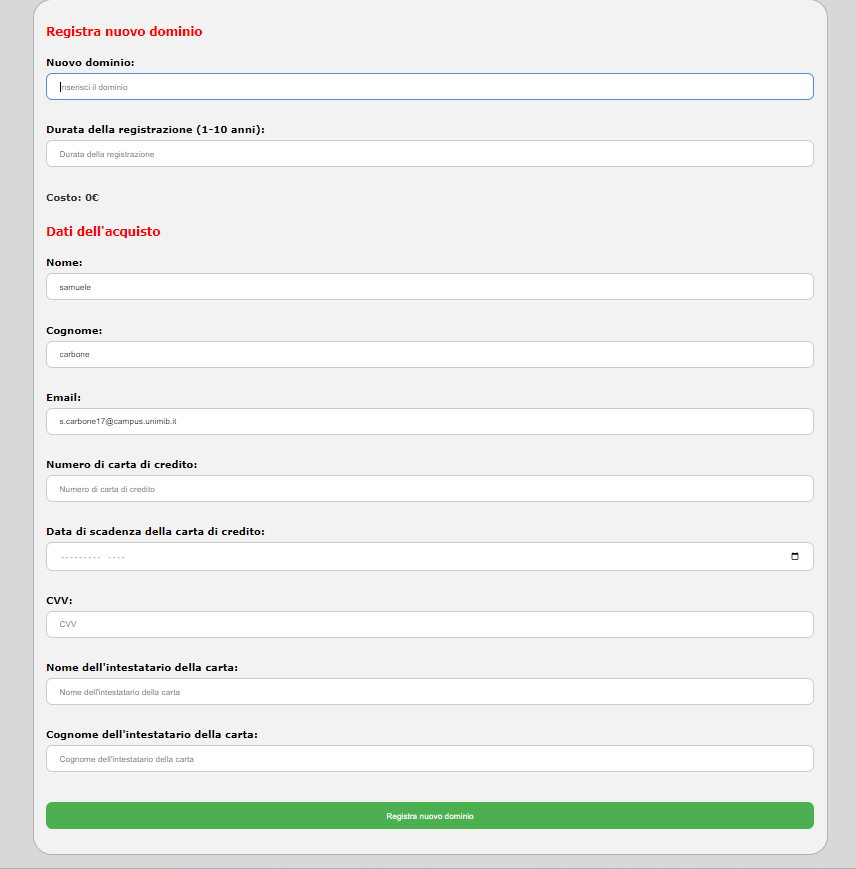 Registra nuovo dominio
Nuovo dominio:
Inserisci il dominio
Durata della registrazione (1-10 anni):
Durata della registrazione
Costo: 0€
Dati dell'acquisto
Nome:
samuele
Cognome:
carbone
Email:
s.carbone17@campus.unimib.it
Numero di carta di credito:
Numero di carta di credito
Data di scadenza della carta di credito:
--------- ----
CVV:
CVV
Nome dell'intestatario della carta:
Nome dell'intestatario della carta
Cognome dell'intestatario della carta:
Cognome dell'intestatario della carta
Registra nuovo dominio